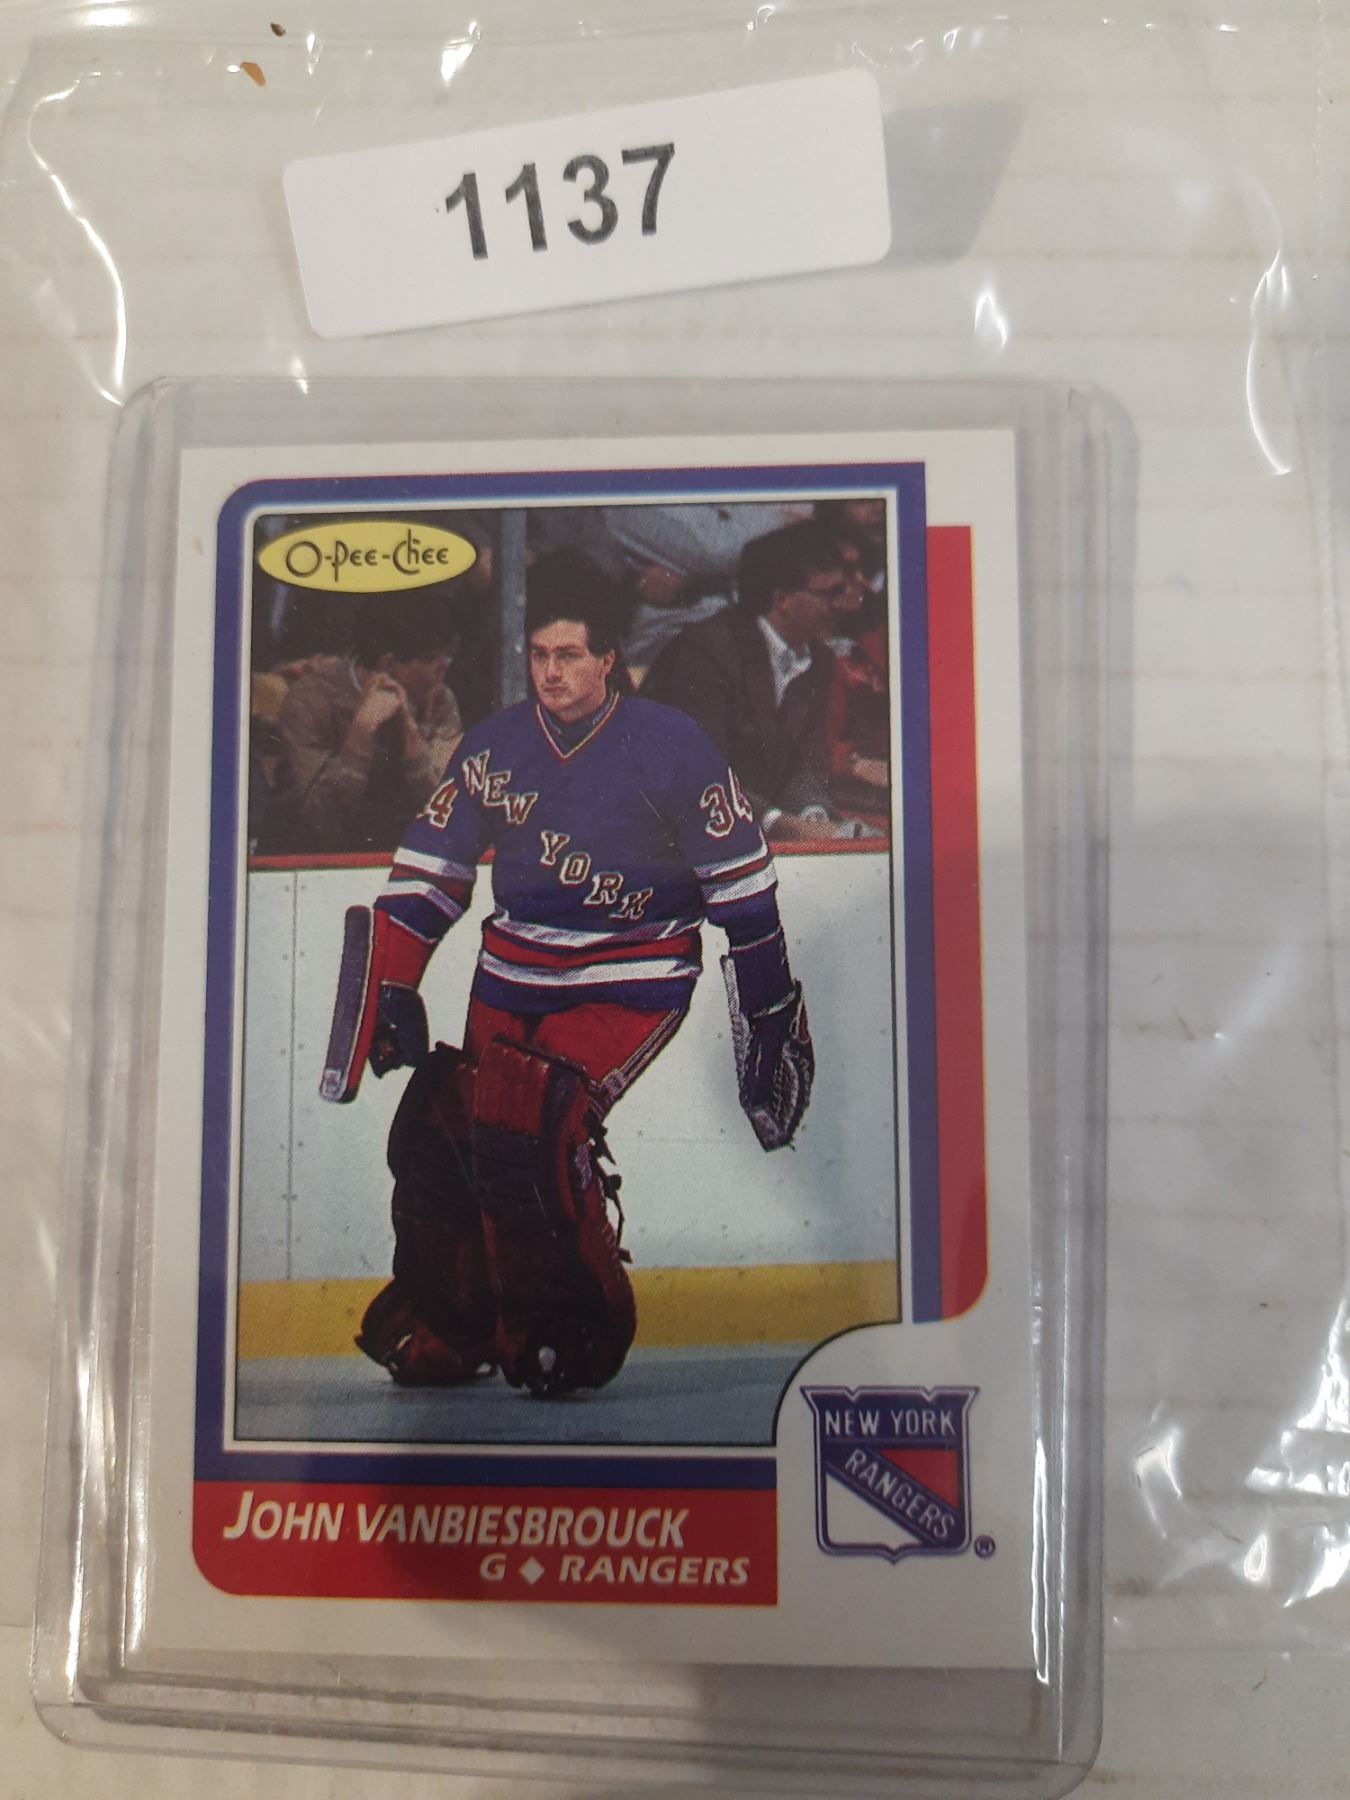 1137
O-Pee-Chee
34
34
NEW
YORK
NEW YORK
RANGERS
®
JOHN VANBIESBROUCK
G ◆ RANGERS